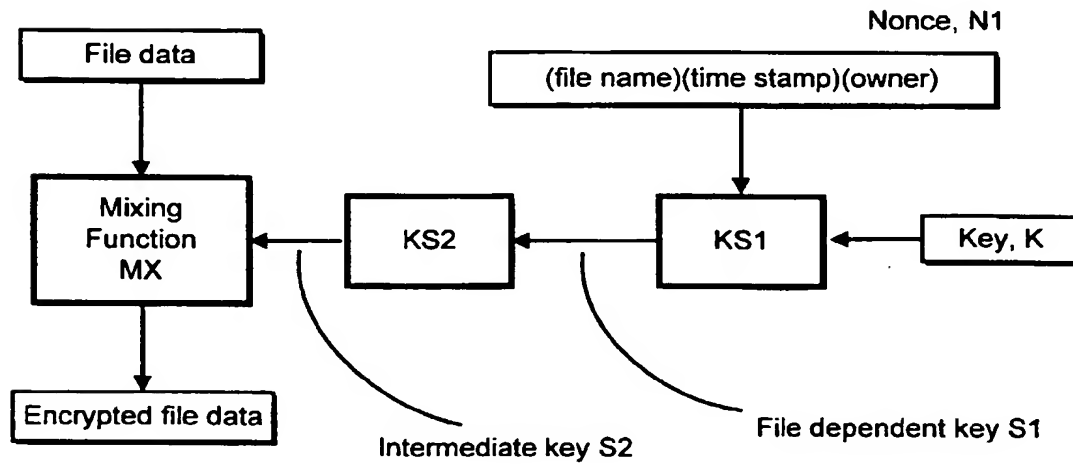 Nonce, N1
File data
(file name)(time stamp)(owner)
Mixing
Function
MX
KS2
KS1
Key, K
Encrypted file data
Intermediate key S2
File dependent key S1